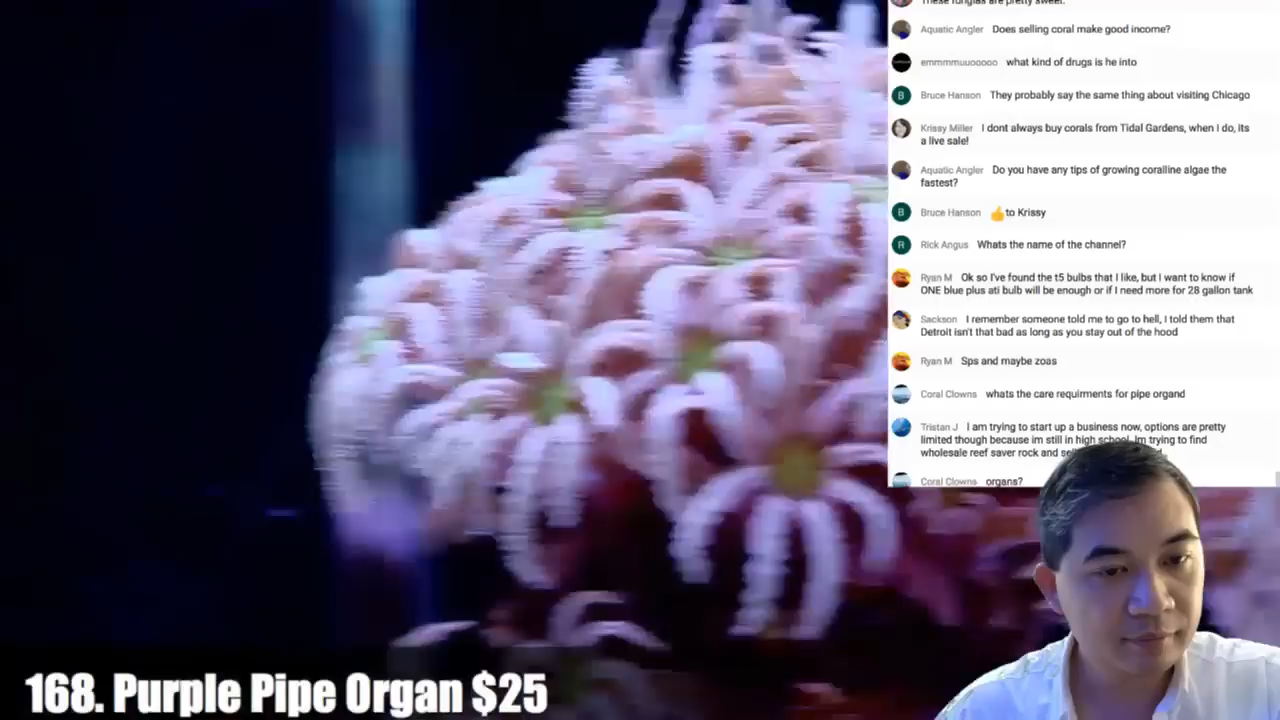 These fungias are pretty sweet.
Aquatic Angler Does selling coral make good income?
emmmmuuooooo what kind of drugs is he into
B Bruce Hanson They probably say the same thing about visiting Chicago
Krissy Miller I dont always buy corals from Tidal Gardens, when I do, its
a live sale!
Aquatic Angler Do you have any tips of growing coralline algae the
fastest?
B Bruce Hanson 👍to Krissy
R Rick Angus Whats the name of the channel?
Ryan M Ok so I've found the t5 bulbs that I like, but I want to know if
ONE blue plus ati bulb will be enough or if I need more for 28 gallon tank
Sackson I remember someone told me to go to hell, I told them that
Detroit isn't that bad as long as you stay out of the hood
Ryan M Sps and maybe zoas
Coral Clowns whats the care requirments for pipe organd
Tristan J I am trying to start up a business now, options are pretty
limited though because im still in high school. Im trying to find
wholesale reef saver rock and
Coral Clowns organs?
168. Purple Pipe Organ $25